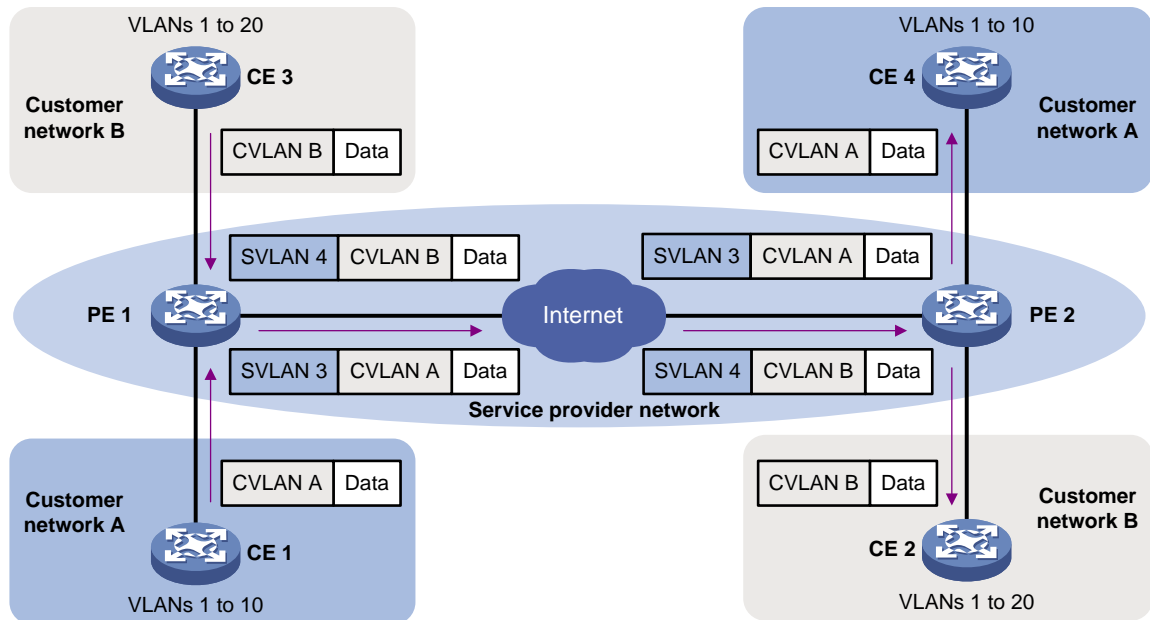 VLANs 1 to 20
CE 3
Customer
network B
CVLAN B Data
VLANs 1 to 10
CE 4
Customer
network A
CVLAN A Data
SVLAN 4 CVLAN B Data
SVLAN 3 CVLAN A Data
PE 1
Internet
PE 2
SVLAN 3 CVLAN A Data
SVLAN 4 CVLAN B Data
Service provider network
CVLAN A Data
Customer
network A
CE 1
VLANs 1 to 10
CVLAN B Data
Customer
network B
CE 2
VLANs 1 to 20